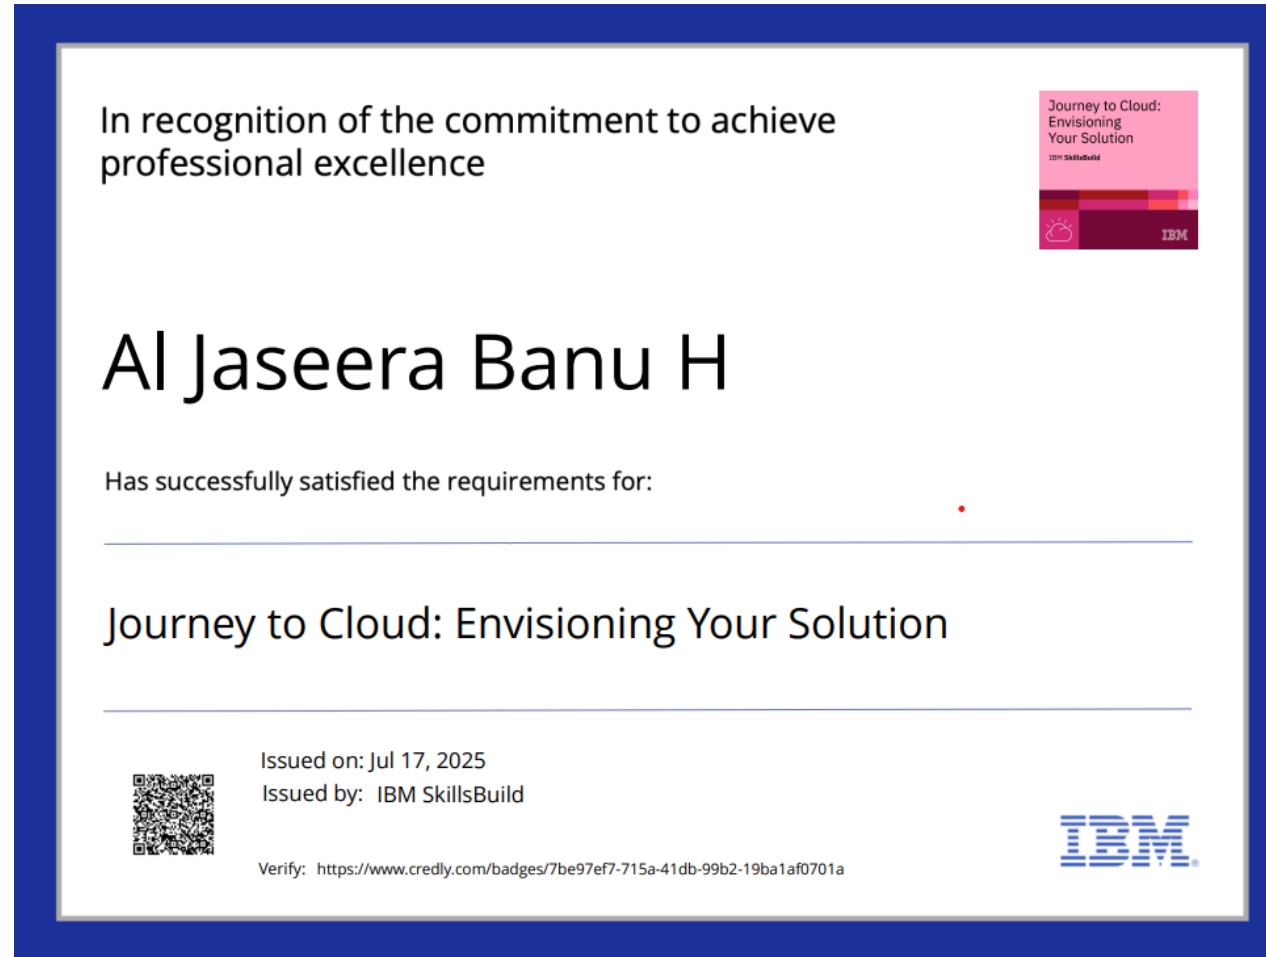 In recognition of the commitment to achieve
professional excellence
Journey to Cloud:
Envisioning
Your Solution
IBM SkillsBuild
IBM
Al Jaseera Banu H
Has successfully satisfied the requirements for:
Journey to Cloud: Envisioning Your Solution
Issued on: Jul 17, 2025
Issued by: IBM SkillsBuild
IBM®
Verify: https://www.credly.com/badges/7be97ef7-715a-41db-99b2-19ba1af0701a